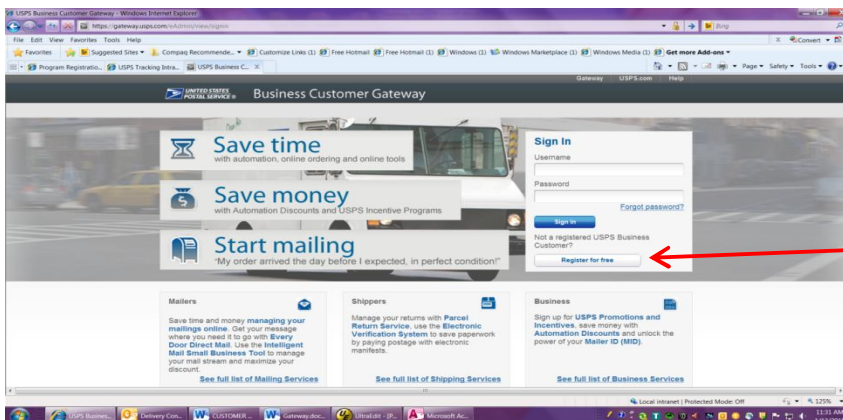 USPS Business Customer Gateway - Windows Internet Explorer
https://gateway.usps.com/eAdmin/view/signin
Bing
File Edit View Favorites Tools Help
Convert
Favorites Suggested Sites Compaq Recommende... Customize Links (1) Free Hotmail Free Hotmail (1) Windows (1) Windows Marketplace (1) Windows Media (1) Get more Add-ons
Program Registratio... USPS Tracking Intra... USPS Business C... X
Page Safety Tools
Gateway USPS.com Help
UNITED STATES POSTAL SERVICE ® Business Customer Gateway
Save time
with automation, online ordering and online tools
Save money
with Automation Discounts and USPS Incentive Programs
Start mailing
"My order arrived the day before I expected, in perfect condition!"
Sign In
Username
Password
Forgot password?
Sign in
Not a registered USPS Business
Customer?
Register for free
Mailers
Save time and money managing your
mailings online. Get your message
where you need it to go with Every
Door Direct Mail. Use the Intelligent
Mail Small Business Tool to manage
your mail stream and maximize your
discount.
See full list of Mailing Services
Shippers
Manage your returns with Parcel
Return Service, use the Electronic
Verification System to save paperwork
by paying postage with electronic
manifests.
See full list of Shipping Services
Business
Sign up for USPS Promotions and
Incentives, save money with
Automation Discounts and unlock the
power of your Mailer ID (MID).
See full list of Business Services
Local intranet | Protected Mode: Off
125%
USPS Busines... Delivery Con... CUSTOMER ... Gateway.doc... UltraEdit - [P... Microsoft Ac...
11:31 AM